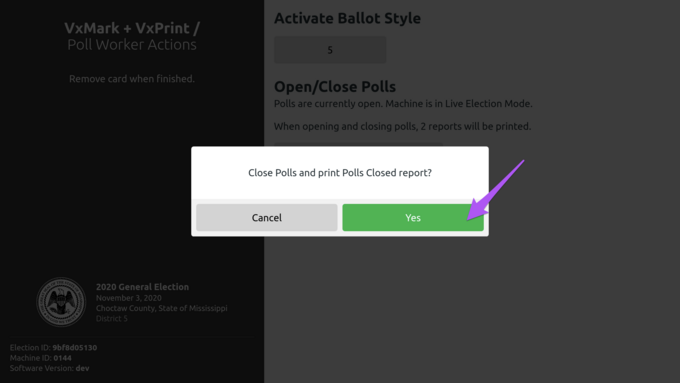 VxMark + VxPrint /
Poll Worker Actions
Remove card when finished.
Activate Ballot Style
5
Open/Close Polls
Polls are currently open. Machine is in Live Election Mode.
When opening and closing polls, 2 reports will be printed.
Close Polls and print Polls Closed report?
Cancel
Yes
2020 General Election
November 3, 2020
Choctaw County, State of Mississippi
District 5
Election ID: 9bf8d05130
Machine ID: 0144
Software Version: dev